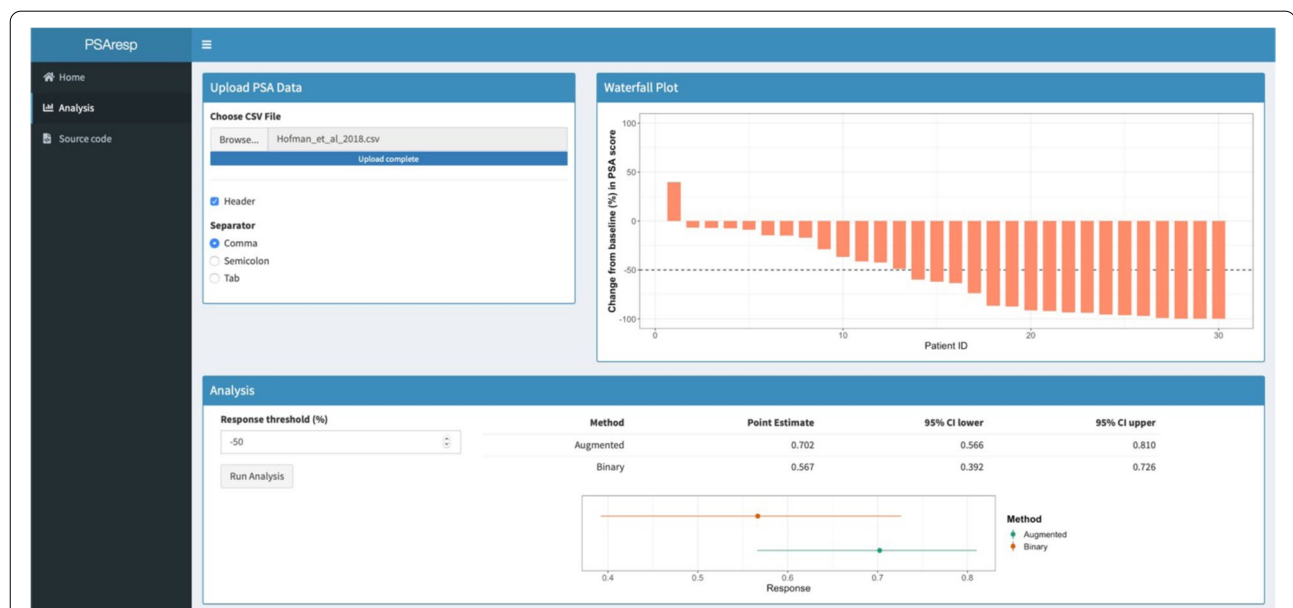 PSAresp
Home
Analysis
Source code
Upload PSA Data
Choose CSV File
Browse... Hofman_et_al_2018.csv
Upload complete
Header
Separator
Comma
Semicolon
Tab
Waterfall Plot
Change from baseline (%) in PSA score
100
50
0
-50
-100
0 10 20 30
Patient ID
Analysis
Response threshold (%)
-50
Run Analysis
Method Point Estimate 95% CI lower 95% CI upper
Augmented 0.702 0.566 0.810
Binary 0.567 0.392 0.726
0.4 0.5 0.6 0.7 0.8
Response
Method
Augmented
Binary